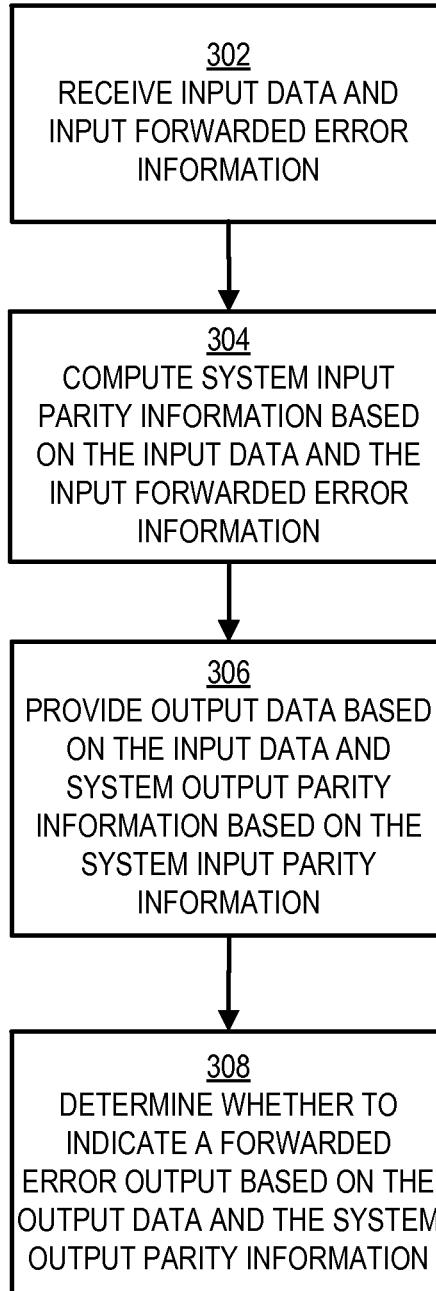 302
RECEIVE INPUT DATA AND
INPUT FORWARDED ERROR
INFORMATION
304
COMPUTE SYSTEM INPUT
PARITY INFORMATION BASED
ON THE INPUT DATA AND THE
INPUT FORWARDED ERROR
INFORMATION
306
PROVIDE OUTPUT DATA BASED
ON THE INPUT DATA AND
SYSTEM OUTPUT PARITY
INFORMATION BASED ON THE
SYSTEM INPUT PARITY
INFORMATION
308
DETERMINE WHETHER TO
INDICATE A FORWARDED
ERROR OUTPUT BASED ON THE
OUTPUT DATA AND THE SYSTEM
OUTPUT PARITY INFORMATION